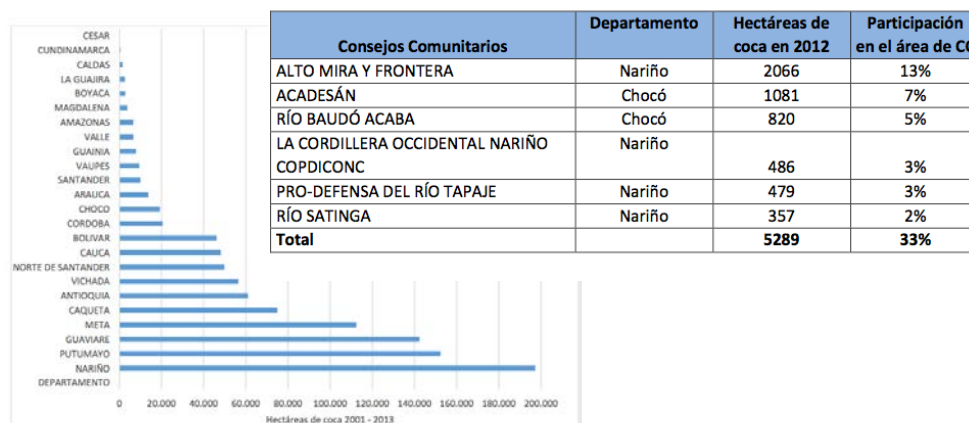 CESAR
CUNDINAMARCA
CALDAS
LA GUAJIRA
BOYACA
MAGDALENA
AMAZONAS
VALLE
GUAINIA
VAUPES
SANTANDER
ARAUCA
CHOCO
CORDOBA
BOLIVAR
CAUCA
NORTE DE SANTANDER
VICHADA
ANTIOQUIA
CAQUETA
META
GUAVIARE
PUTUMAYO
NARIÑO
DEPARTAMENTO
0 20.000 40.000 60.000 80.000 100.000 120.000 140.000 160.000 180.000 200.000
Hectáreas de coca 2001 - 2013
Departamento Hectáreas de Participación
Consejos Comunitarios coca en 2012 en el área de CC
ALTO MIRA Y FRONTERA Nariño 2066 13%
ACADESÁN Chocó 1081 7%
RÍO BAUDÓ ACABA Chocó 820 5%
LA CORDILLERA OCCIDENTAL NARIÑO Nariño
COPDICONC 486 3%
PRO-DEFENSA DEL RÍO TAPAJE Nariño 479 3%
RÍO SATINGA Nariño 357 2%
Total 5289 33%